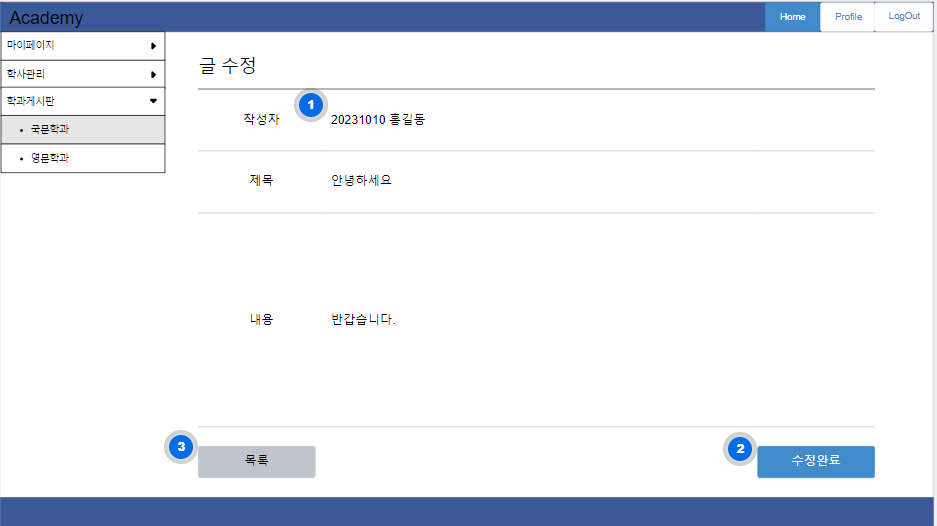 Academy
Home
Profile
LogOut
마이페이지
학사관리
학과게시판
국문학과
영문학과
글 수정
1
작성자
20231010 홍길동
제목
안녕하세요
내용
반갑습니다.
3
목록
2
수정완료